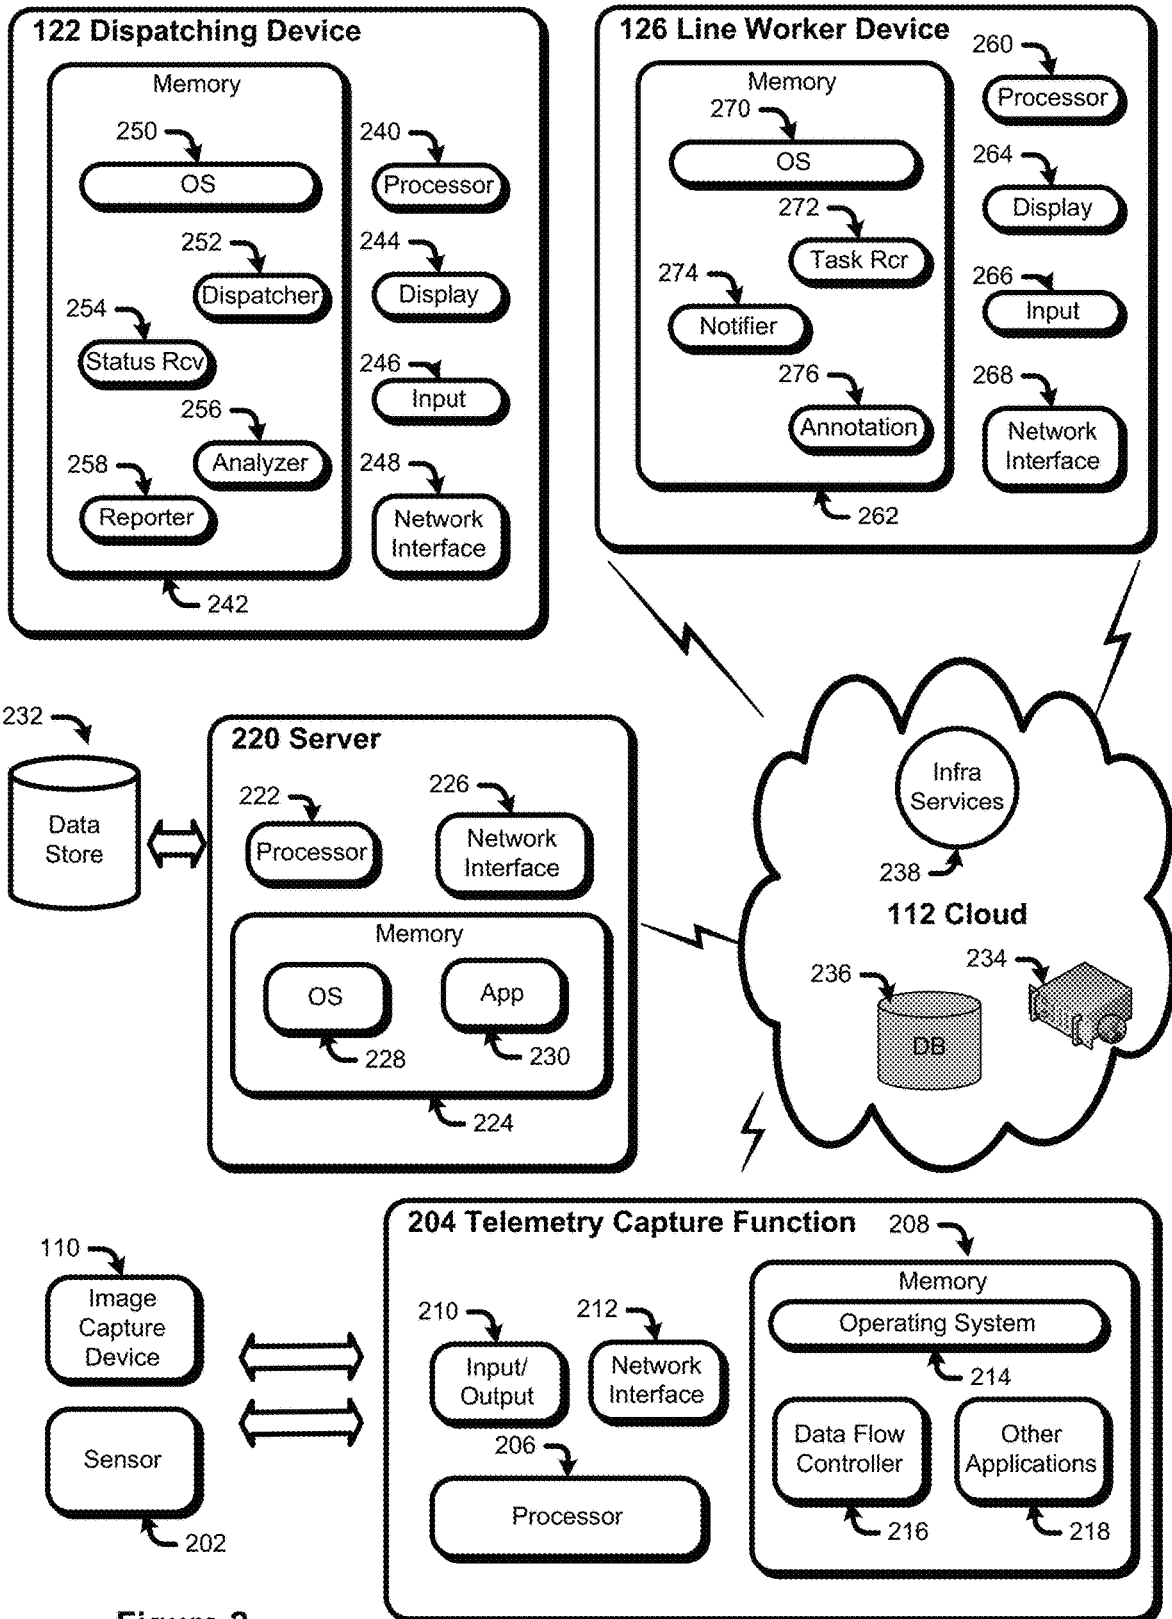 122 Dispatching Device
Memory
250
OS
252
Dispatcher
254
Status Rcv
256
Analyzer
258
Reporter
242
240
Processor
244
Display
246
Input
248
Network
Interface
126 Line Worker Device
Memory
270
OS
272
Task Rcr
274
Notifier
276
Annotation
262
260
Processor
264
Display
266
Input
268
Network
Interface
232
Data
Store
220 Server
222
Processor
226
Network
Interface
Memory
OS
228
App
230
224
Infra
Services
238
112 Cloud
236
DB
234
110
Image
Capture
Device
Sensor
202
204 Telemetry Capture Function
210
Input/
Output
212
Network
Interface
206
Processor
208
Memory
Operating System
214
Data Flow
Controller
216
Other
Applications
218
Figure 2